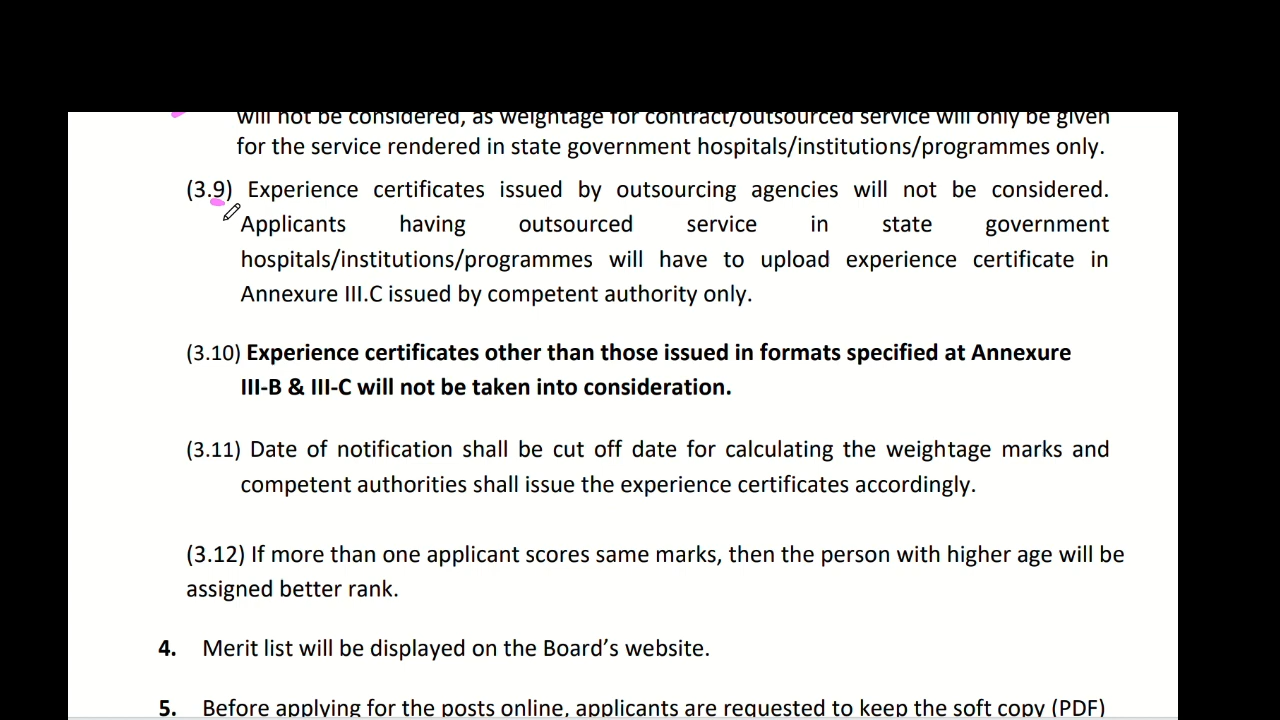 will not be considered, as weightage for contract/outsourced service will only be given
for the service rendered in state government hospitals/institutions/programmes only.
(3.9) Experience certificates issued by outsourcing agencies will not be considered.
Applicants having outsourced service in state government
hospitals/institutions/programmes will have to upload experience certificate in
Annexure III.C issued by competent authority only.
(3.10) Experience certificates other than those issued in formats specified at Annexure
III-B & III-C will not be taken into consideration.
(3.11) Date of notification shall be cut off date for calculating the weightage marks and
competent authorities shall issue the experience certificates accordingly.
(3.12) If more than one applicant scores same marks, then the person with higher age will be
assigned better rank.
4. Merit list will be displayed on the Board’s website.
5. Before applying for the posts online, applicants are requested to keep the soft copy (PDF)